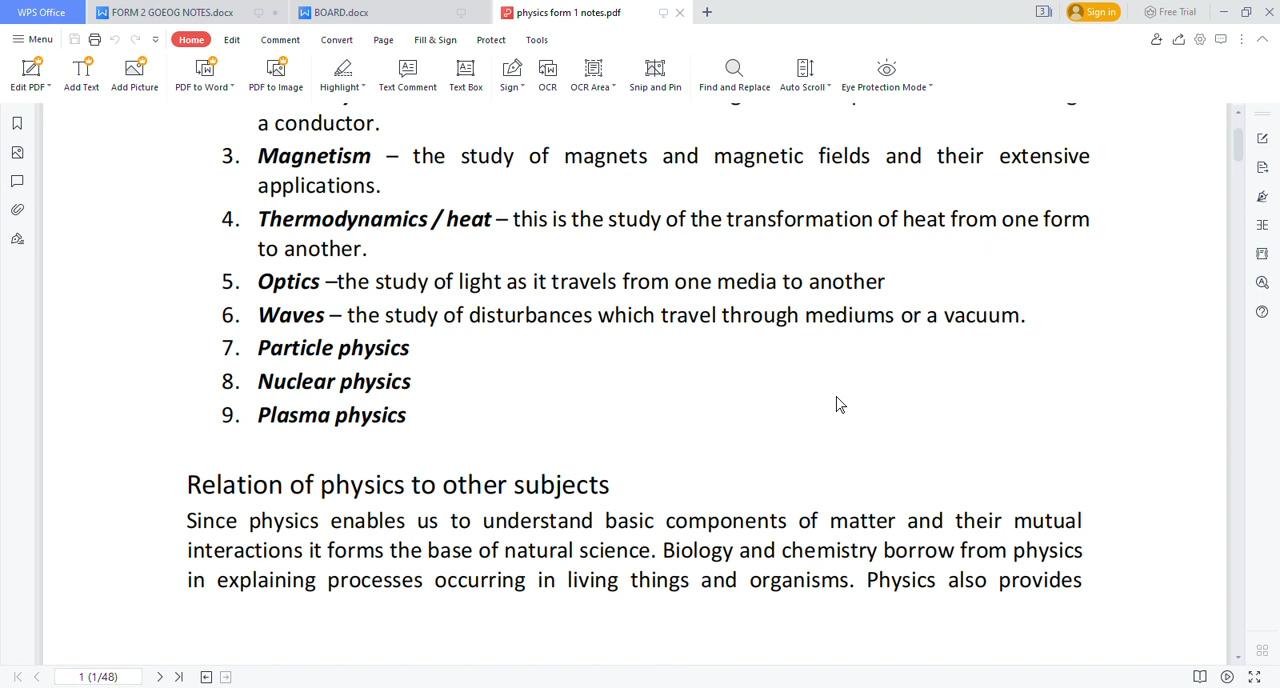 WPS Office
FORM 2 GOEOG NOTES.docx
BOARD.docx
physics form 1 notes.pdf
Sign in
Free Trial
Menu
Home
Edit
Comment
Convert
Page
Fill & Sign
Protect
Tools
Edit PDF
Add Text
Add Picture
PDF to Word
PDF to Image
Highlight
Text Comment
Text Box
Sign
OCR
OCR Area
Snip and Pin
Find and Replace
Auto Scroll
Eye Protection Mode
a conductor.
3. Magnetism – the study of magnets and magnetic fields and their extensive
applications.
4. Thermodynamics / heat – this is the study of the transformation of heat from one form
to another.
5. Optics –the study of light as it travels from one media to another
6. Waves – the study of disturbances which travel through mediums or a vacuum.
7. Particle physics
8. Nuclear physics
9. Plasma physics
Relation of physics to other subjects
Since physics enables us to understand basic components of matter and their mutual
interactions it forms the base of natural science. Biology and chemistry borrow from physics
in explaining processes occurring in living things and organisms. Physics also provides
1 (1/48)